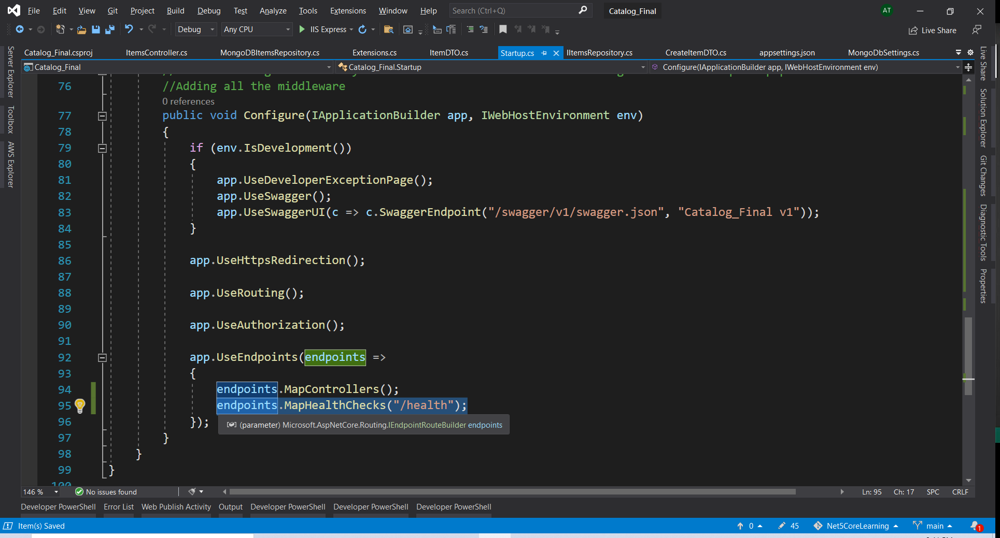 File Edit View Git Project Build Debug Test Analyze Tools Extensions Window Help Search (Ctrl+Q) Catalog_Final AT
Debug Any CPU IIS Express Live Share
Catalog_Final.csproj ItemsController.cs MongoDBItemsRepository.cs Extensions.cs ItemDTO.cs Startup.cs IItemsRepository.cs CreateItemDTO.cs appsettings.json MongoDbSettings.cs
Catalog_Final Catalog_Final.Startup Configure(IApplicationBuilder app, IWebHostEnvironment env)
Server Explorer
Toolbox
AWS Explorer
76 //Adding all the middleware
0 references
77 public void Configure(IApplicationBuilder app, IWebHostEnvironment env)
78 {
79 if (env.IsDevelopment())
80 {
81 app.UseDeveloperExceptionPage();
82 app.UseSwagger();
83 app.UseSwaggerUI(c => c.SwaggerEndpoint("/swagger/v1/swagger.json", "Catalog_Final v1"));
84 }
85
86 app.UseHttpsRedirection();
87
88 app.UseRouting();
89
90 app.UseAuthorization();
91
92 app.UseEndpoints(endpoints =>
93 {
94 endpoints.MapControllers();
95 endpoints.MapHealthChecks("/health");
96 });
(parameter) Microsoft.AspNetCore.Routing.IEndpointRouteBuilder endpoints
97 }
98 }
99 }
100
Live Share
Solution Explorer
Git Changes
Diagnostic Tools
Properties
146 % No issues found Ln: 95 Ch: 17 SPC CRLF
Developer PowerShell Error List Web Publish Activity Output Developer PowerShell Developer PowerShell Developer PowerShell
Item(s) Saved 0 45 Net5CoreLearning main 1